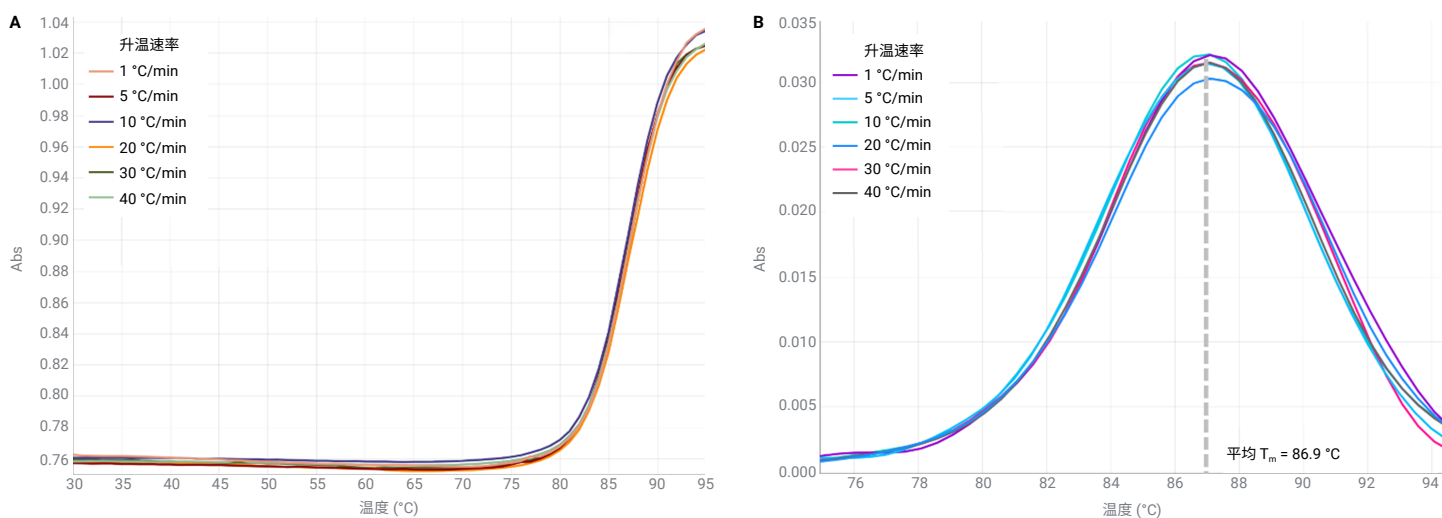 A
1.04
1.02
1.00
0.98
0.96
0.94
0.92
0.90
0.88
0.86
0.84
0.82
0.80
0.76
Abs
升温速率
1 °C/min
5 °C/min
10 °C/min
20 °C/min
30 °C/min
40 °C/min
30 35 40 45 50 55 60 65 70 75 80 85 90 95
温度 (°C)
B
0.035
0.030
0.025
0.020
0.015
0.010
0.005
0.000
Abs
升温速率
1 °C/min
5 °C/min
10 °C/min
20 °C/min
30 °C/min
40 °C/min
平均 Tm = 86.9 °C
76 78 80 82 84 86 88 90 92 94
温度 (°C)